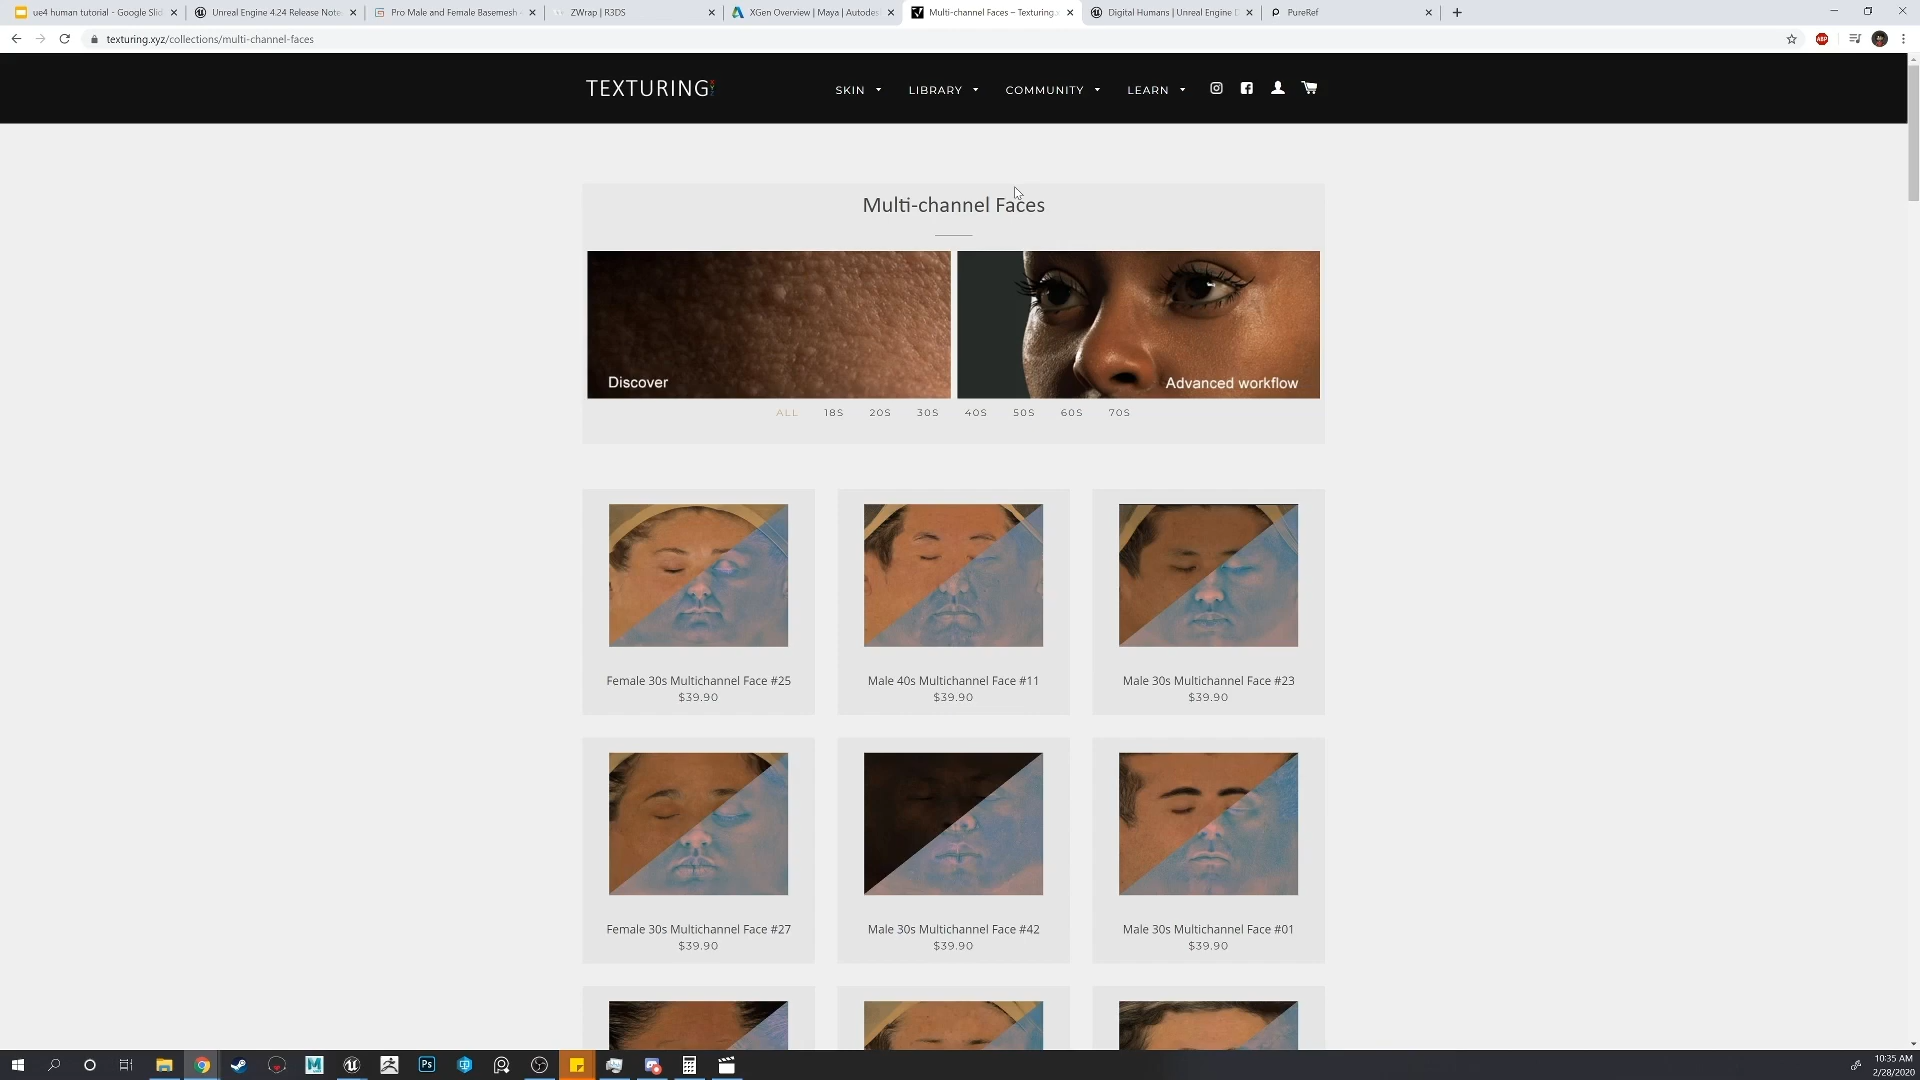 ue4 human tutorial - Google Slid
Unreal Engine 4.24 Release Note
Pro Male and Female Basemesh
ZWrap | R3DS
XGen Overview | Maya | Autodes
Multi-channel Faces – Texturing.x
Digital Humans | Unreal Engine D
PureRef
texturing.xyz/collections/multi-channel-faces
ABP
TEXTURING XYZ
SKIN
LIBRARY
COMMUNITY
LEARN
Multi-channel Faces
Discover
Advanced workflow
ALL 18S 20S 30S 40S 50S 60S 70S
Female 30s Multichannel Face #25
$39.90
Male 40s Multichannel Face #11
$39.90
Male 30s Multichannel Face #23
$39.90
Female 30s Multichannel Face #27
$39.90
Male 30s Multichannel Face #42
$39.90
Male 30s Multichannel Face #01
$39.90
M
Ps
10:35 AM
2/28/2020